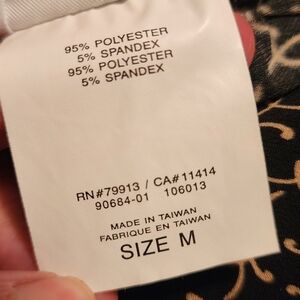 95% POLYESTER
5% SPANDEX
95% POLYESTER
5% SPANDEX
RN#79913 / CA#11414
90684-01 106013
MADE IN TAIWAN
FABRIQUE EN TAIWAN
SIZE M